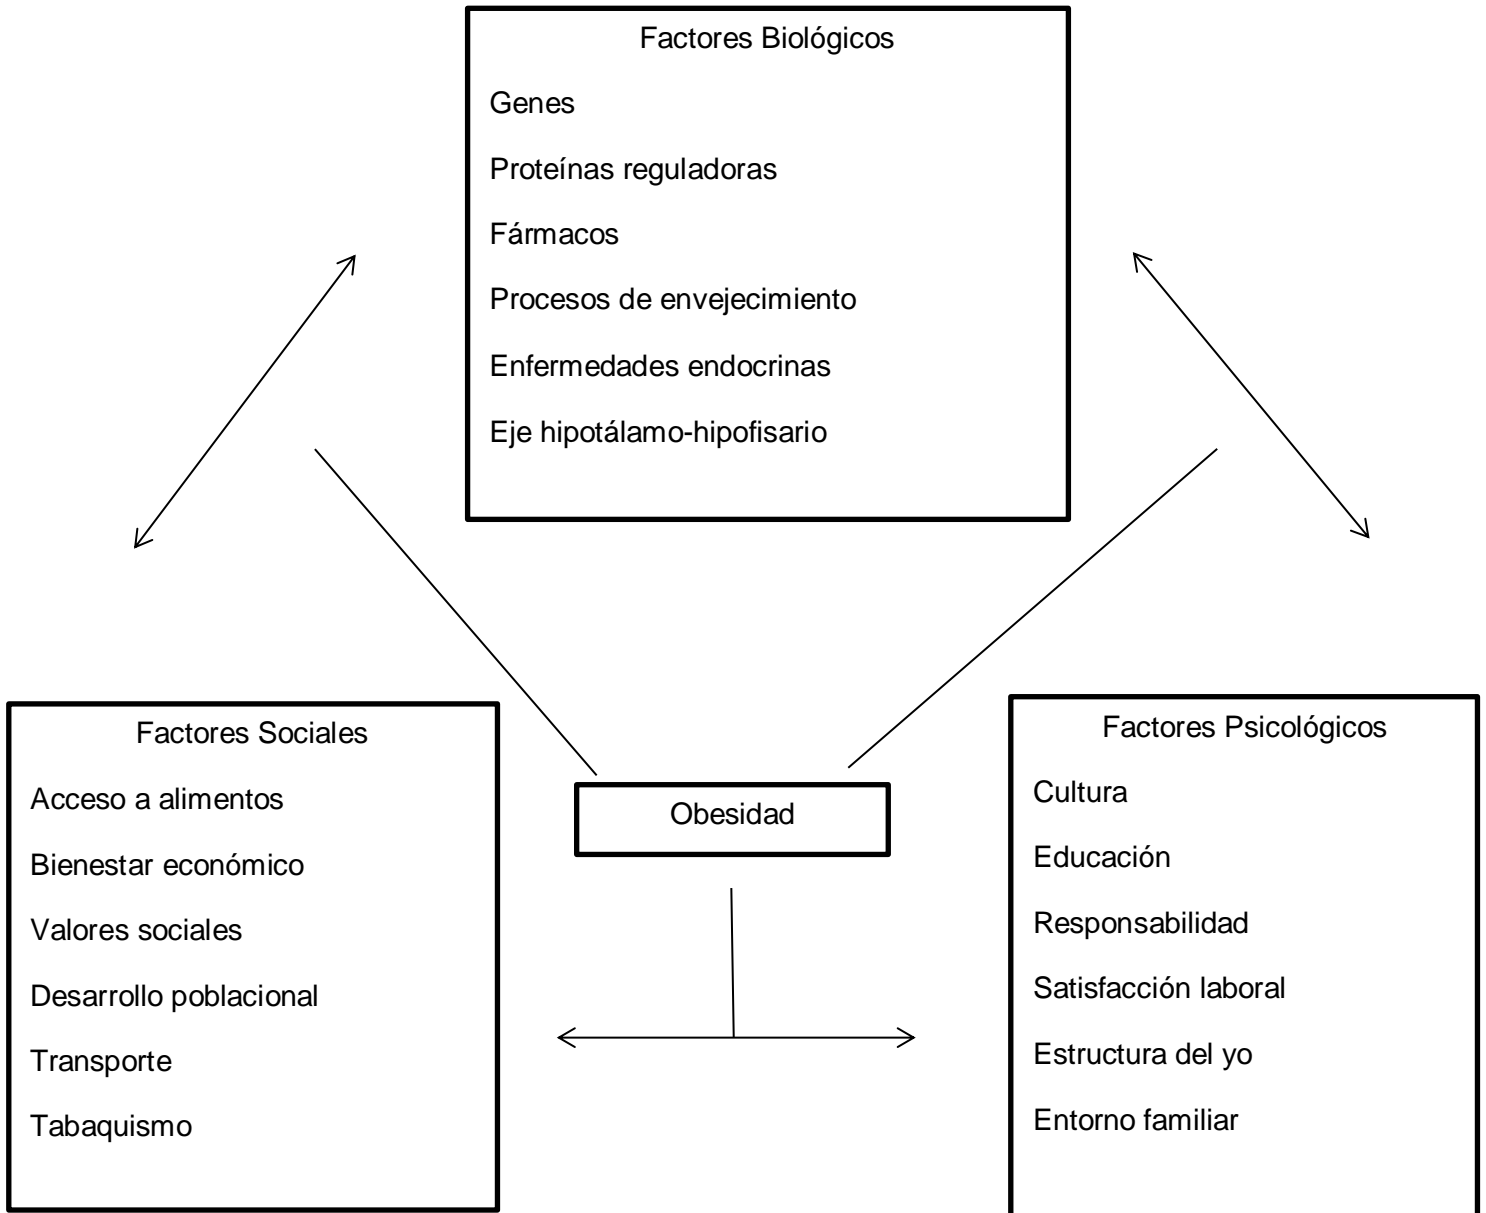 Factores Biológicos
Genes
Proteínas reguladoras
Fármacos
Procesos de envejecimiento
Enfermedades endocrinas
Eje hipotálamo-hipofisario
Factores Sociales
Acceso a alimentos
Bienestar económico
Valores sociales
Desarrollo poblacional
Transporte
Tabaquismo
Obesidad
Factores Psicológicos
Cultura
Educación
Responsabilidad
Satisfacción laboral
Estructura del yo
Entorno familiar